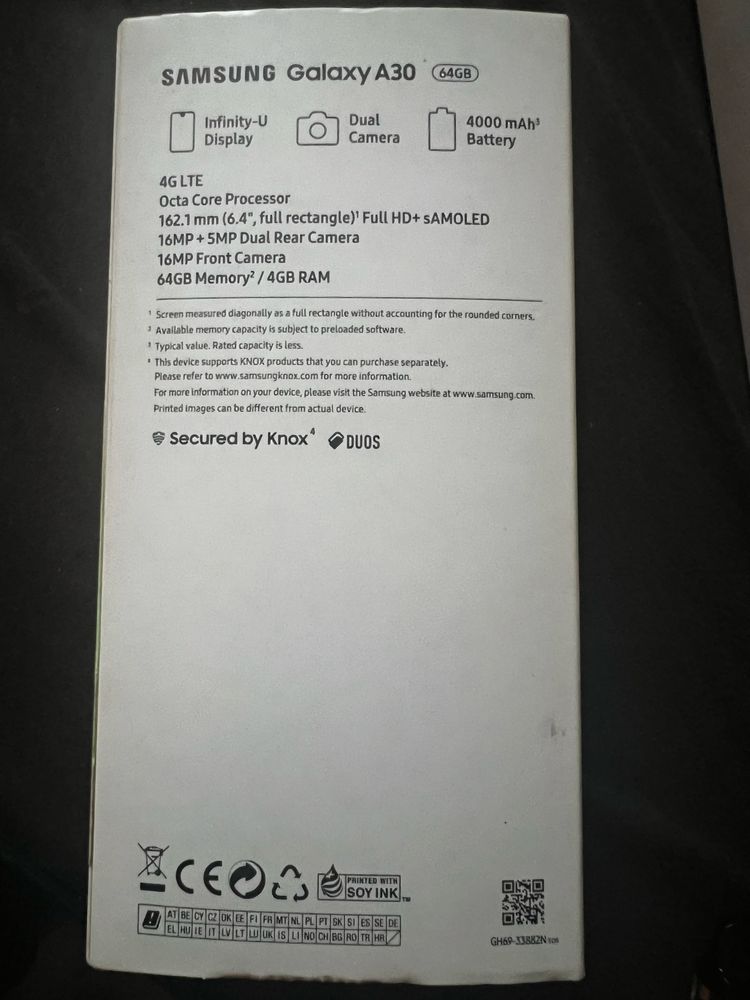 SAMSUNG Galaxy A30 64GB
Infinity-U
Display
Dual
Camera
4000 mAh³
Battery
4G LTE
Octa Core Processor
162.1 mm (6.4", full rectangle)¹ Full HD+ sAMOLED
16MP + 5MP Dual Rear Camera
16MP Front Camera
64GB Memory² / 4GB RAM
¹ Screen measured diagonally as a full rectangle without accounting for the rounded corners.
² Available memory capacity is subject to preloaded software.
³ Typical value. Rated capacity is less.
⁴ This device supports KNOX products that you can purchase separately.
Please refer to www.samsungknox.com for more information.
For more information on your device, please visit the Samsung website at www.samsung.com.
Printed images can be different from actual device.
Secured by Knox⁴ DUOS
CE
PRINTED WITH
SOY INK™
AT BE CY CZ DK EE FI FR MT NL PL PT SK SI ES SE DE
EL HU IE IT LV LT LU UK IS LI NO CH BG RO TR HR
GH69-33882N